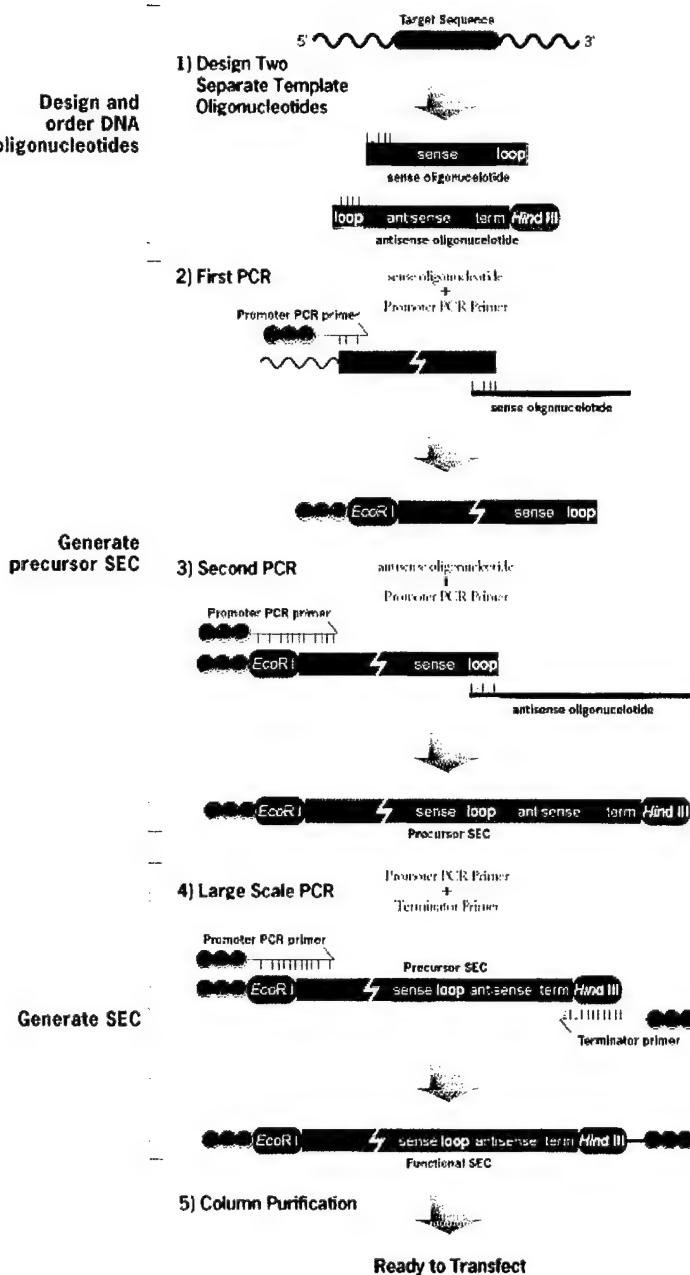 Target Sequence
5' 3'
1) Design Two
Separate Template
Oligonucleotides
Design and
order DNA
oligonucleotides
sense loop
sense oligonucelotide
loop antisense term Hind III
antisense oligonucelotide
2) First PCR
sense oligonucleotide
+
Promoter PCR Primer
Promoter PCR primer
sense oligonucelotide
EcoR I sense loop
Generate
precursor SEC
3) Second PCR
antisense oligonucleotide
Promoter PCR Primer
Promoter PCR primer
EcoR I sense loop
antisense oligonucelotide
EcoR I sense loop antisense term Hind III
Precursor SEC
4) Large Scale PCR
Promoter PCR Primer
+
Terminator Primer
Promoter PCR primer
Precursor SEC
EcoR I sense loop antisense term Hind III
Generate SEC
Terminator primer
EcoR I sense loop antisense term Hind III
Functional SEC
5) Column Purification
Ready to Transfect